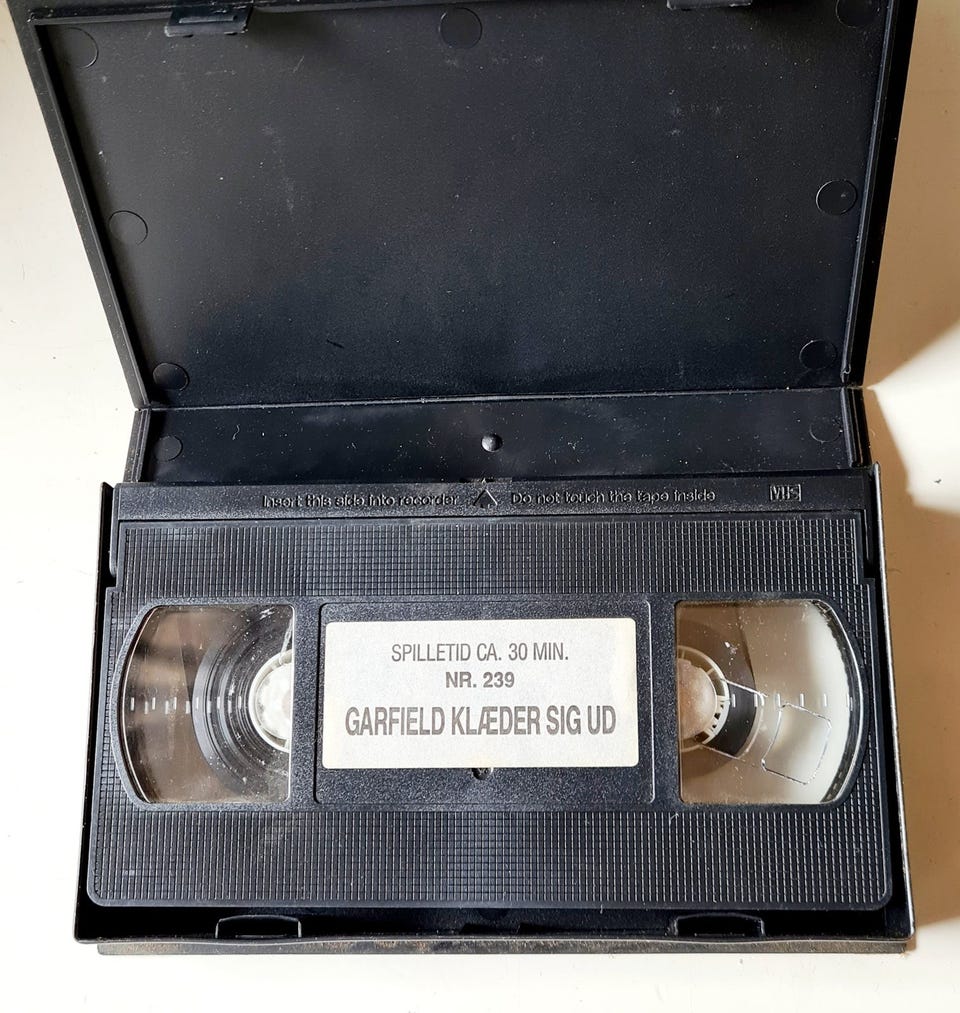 Insert this side into recorder Do not touch the tape inside VHS
SPILLETID CA. 30 MIN.
NR. 239
GARFIELD KLÆDER SIG UD